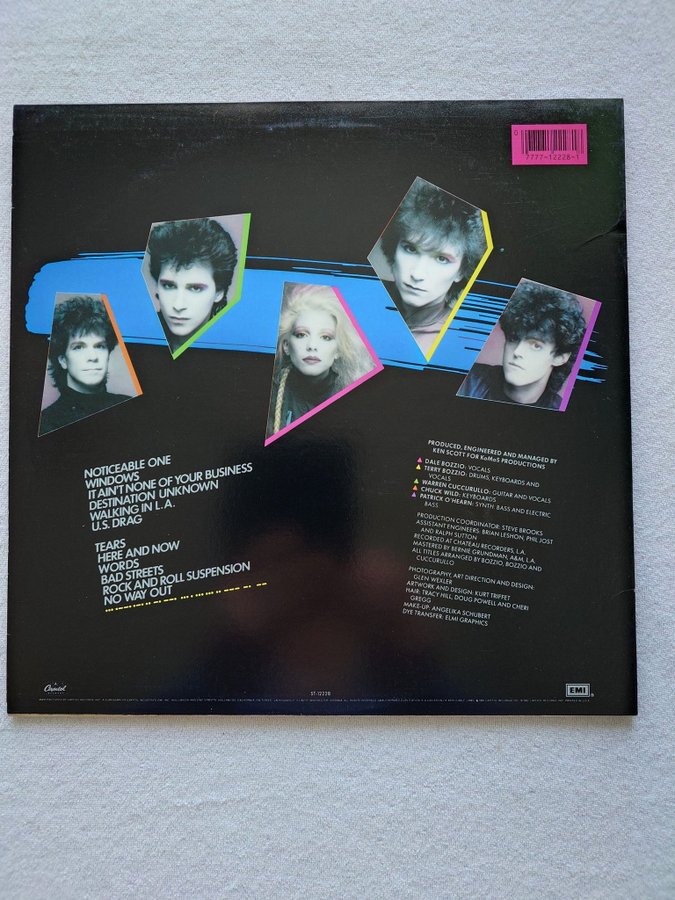 0
7777-12228-1
NOTICEABLE ONE
WINDOWS
IT AIN'T NONE OF YOUR BUSINESS
DESTINATION UNKNOWN
WALKING IN L.A.
U.S. DRAG
TEARS
HERE AND NOW
WORDS
BAD STREETS
ROCK AND ROLL SUSPENSION
NO WAY OUT
PRODUCED, ENGINEERED AND MANAGED BY
KEN SCOTT FOR KoMoS PRODUCTIONS
DALE BOZZIO: VOCALS
TERRY BOZZIO: DRUMS, KEYBOARDS AND
VOCALS
WARREN CUCCURULLO: GUITAR AND VOCALS
CHUCK WILD: KEYBOARDS
PATRICK O'HEARN: SYNTH. BASS AND ELECTRIC
BASS
PRODUCTION COORDINATOR: STEVE BROOKS
ASSISTANT ENGINEERS: BRIAN LESHON, PHIL JOST
AND RALPH SUTTON
RECORDED AT CHATEAU RECORDERS, L.A.
MASTERED BY BERNIE GRUNDMAN, A&M, L.A.
ALL TITLES ARRANGED BY BOZZIO, BOZZIO AND
CUCCURULLO
PHOTOGRAPHY, ART DIRECTION AND DESIGN:
GLEN WEXLER
ARTWORK AND DESIGN: KURT TRIFFET
HAIR: TRACY HILL, DOUG POWELL AND CHERI
GREGG
MAKE-UP: ANGELIKA SCHUBERT
DYE TRANSFER: ELMI GRAPHICS
Capitol
ST-12228
EMI